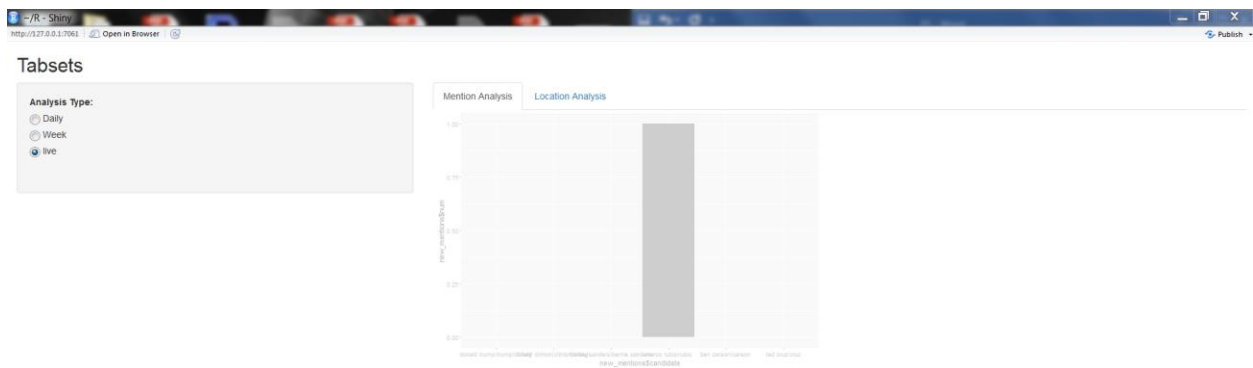 ~/R - Shiny
http://127.0.0.1:7061 Open in Browser Publish
Tabsets
Analysis Type:
Daily
Week
live
Mention Analysis Location Analysis
1.00
0.75
0.50
0.25
0.00
new_mentions$num
new_mentions$candidate